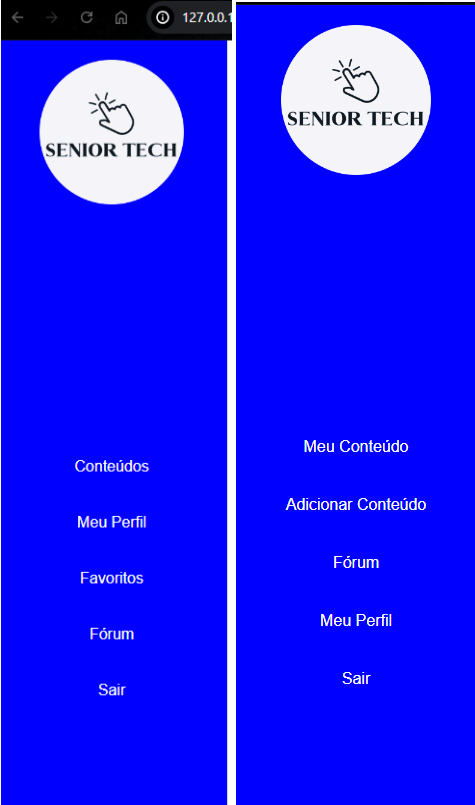 127.0.0.1
SENIOR TECH
Conteúdos
Meu Perfil
Favoritos
Fórum
Sair
SENIOR TECH
Meu Conteúdo
Adicionar Conteúdo
Fórum
Meu Perfil
Sair